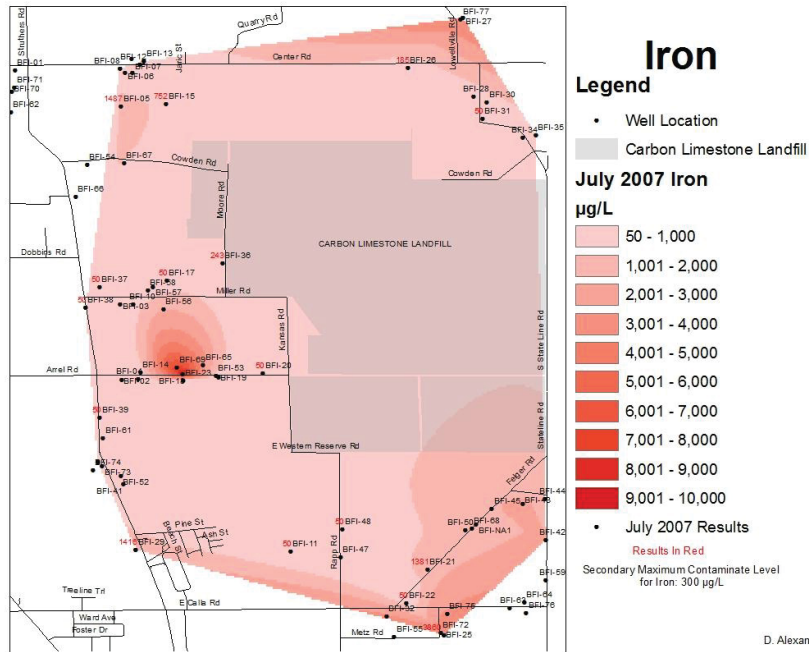 BFI-77
BFI-27
Struthers Rd
Quarry Rd
Lowellville Rd
Jaric St
BFI-12
BFI-13
Center Rd
BFI-01
BFI-08
BFI-07
BFI-06
185 BFI-26
BFI-71
BFI-70
BFI-62
1487 BFI-05
752 BFI-15
BFI-28
BFI-30
50 BFI-31
BFI-34
BFI-35
BFI-54
BFI-67
Cowden Rd
Cowden Rd
BFI-66
Moore Rd
CARBON LIMESTONE LANDFILL
Dobbins Rd
243 BFI-36
50 BFI-17
50 BFI-37
BFI-58
BFI-57
Miller Rd
BFI-38
BFI-10
BFI-03
BFI-56
Kansas Rd
S State Line Rd
Arrel Rd
BFI-14
BFI-69
BFI-65
BFI-53
50 BFI-20
BFI-02
BFI-23
BFI-19
50 BFI-39
BFI-61
Stateline Rd
E Western Reserve Rd
BFI-74
BFI-73
BFI-52
BFI-41
Felger Rd
BFI-44
BFI-43
Pine St
Beech St
Ash St
50 BFI-48
BFI-50
BFI-68
BFI-NA1
BFI-42
BFI-29
50 BFI-11
BFI-47
Rapp Rd
1381 BFI-21
BFI-59
Treeline Trl
E Calla Rd
50 BFI-22
BFI-64
BFI-76
Ward Ave
Foster Dr
BFI-75
Metz Rd
BFI-55
3860 BFI-72
BFI-25
Iron
Legend
Well Location
Carbon Limestone Landfill
July 2007 Iron
µg/L
50 - 1,000
1,001 - 2,000
2,001 - 3,000
3,001 - 4,000
4,001 - 5,000
5,001 - 6,000
6,001 - 7,000
7,001 - 8,000
8,001 - 9,000
9,001 - 10,000
July 2007 Results
Results In Red
Secondary Maximum Contaminate Level
for Iron: 300 µg/L